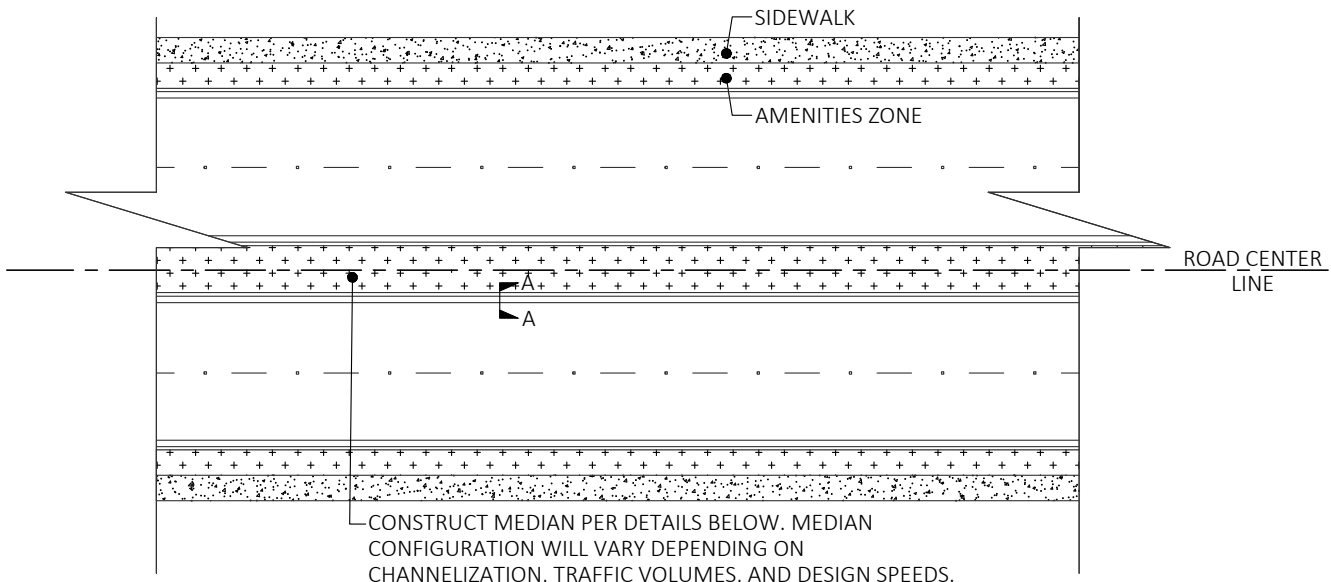 SIDEWALK
AMENITIES ZONE
ROAD CENTER
LINE
A
A
CONSTRUCT MEDIAN PER DETAILS BELOW. MEDIAN
CONFIGURATION WILL VARY DEPENDING ON
CHANNELIZATION, TRAFFIC VOLUMES, AND DESIGN SPEEDS.